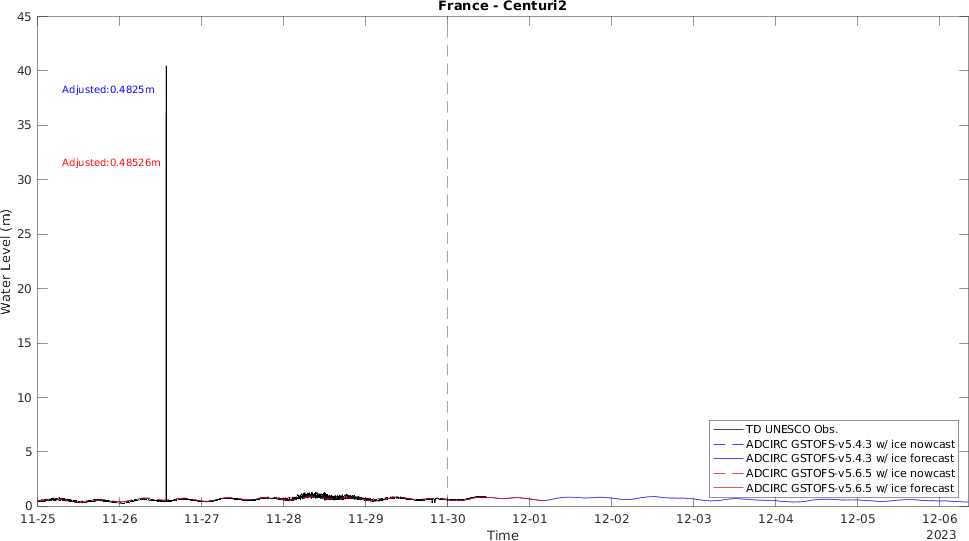 France - Centuri2
45
40
35
30
25
20
15
10
5
0
Water Level (m)
Adjusted:0.4825m
Adjusted:0.48526m
TD UNESCO Obs.
ADCIRC GSTOFS-v5.4.3 w/ ice nowcast
ADCIRC GSTOFS-v5.4.3 w/ ice forecast
ADCIRC GSTOFS-v5.6.5 w/ ice nowcast
ADCIRC GSTOFS-v5.6.5 w/ ice forecast
11-25 11-26 11-27 11-28 11-29 11-30 12-01 12-02 12-03 12-04 12-05 12-06
2023
Time